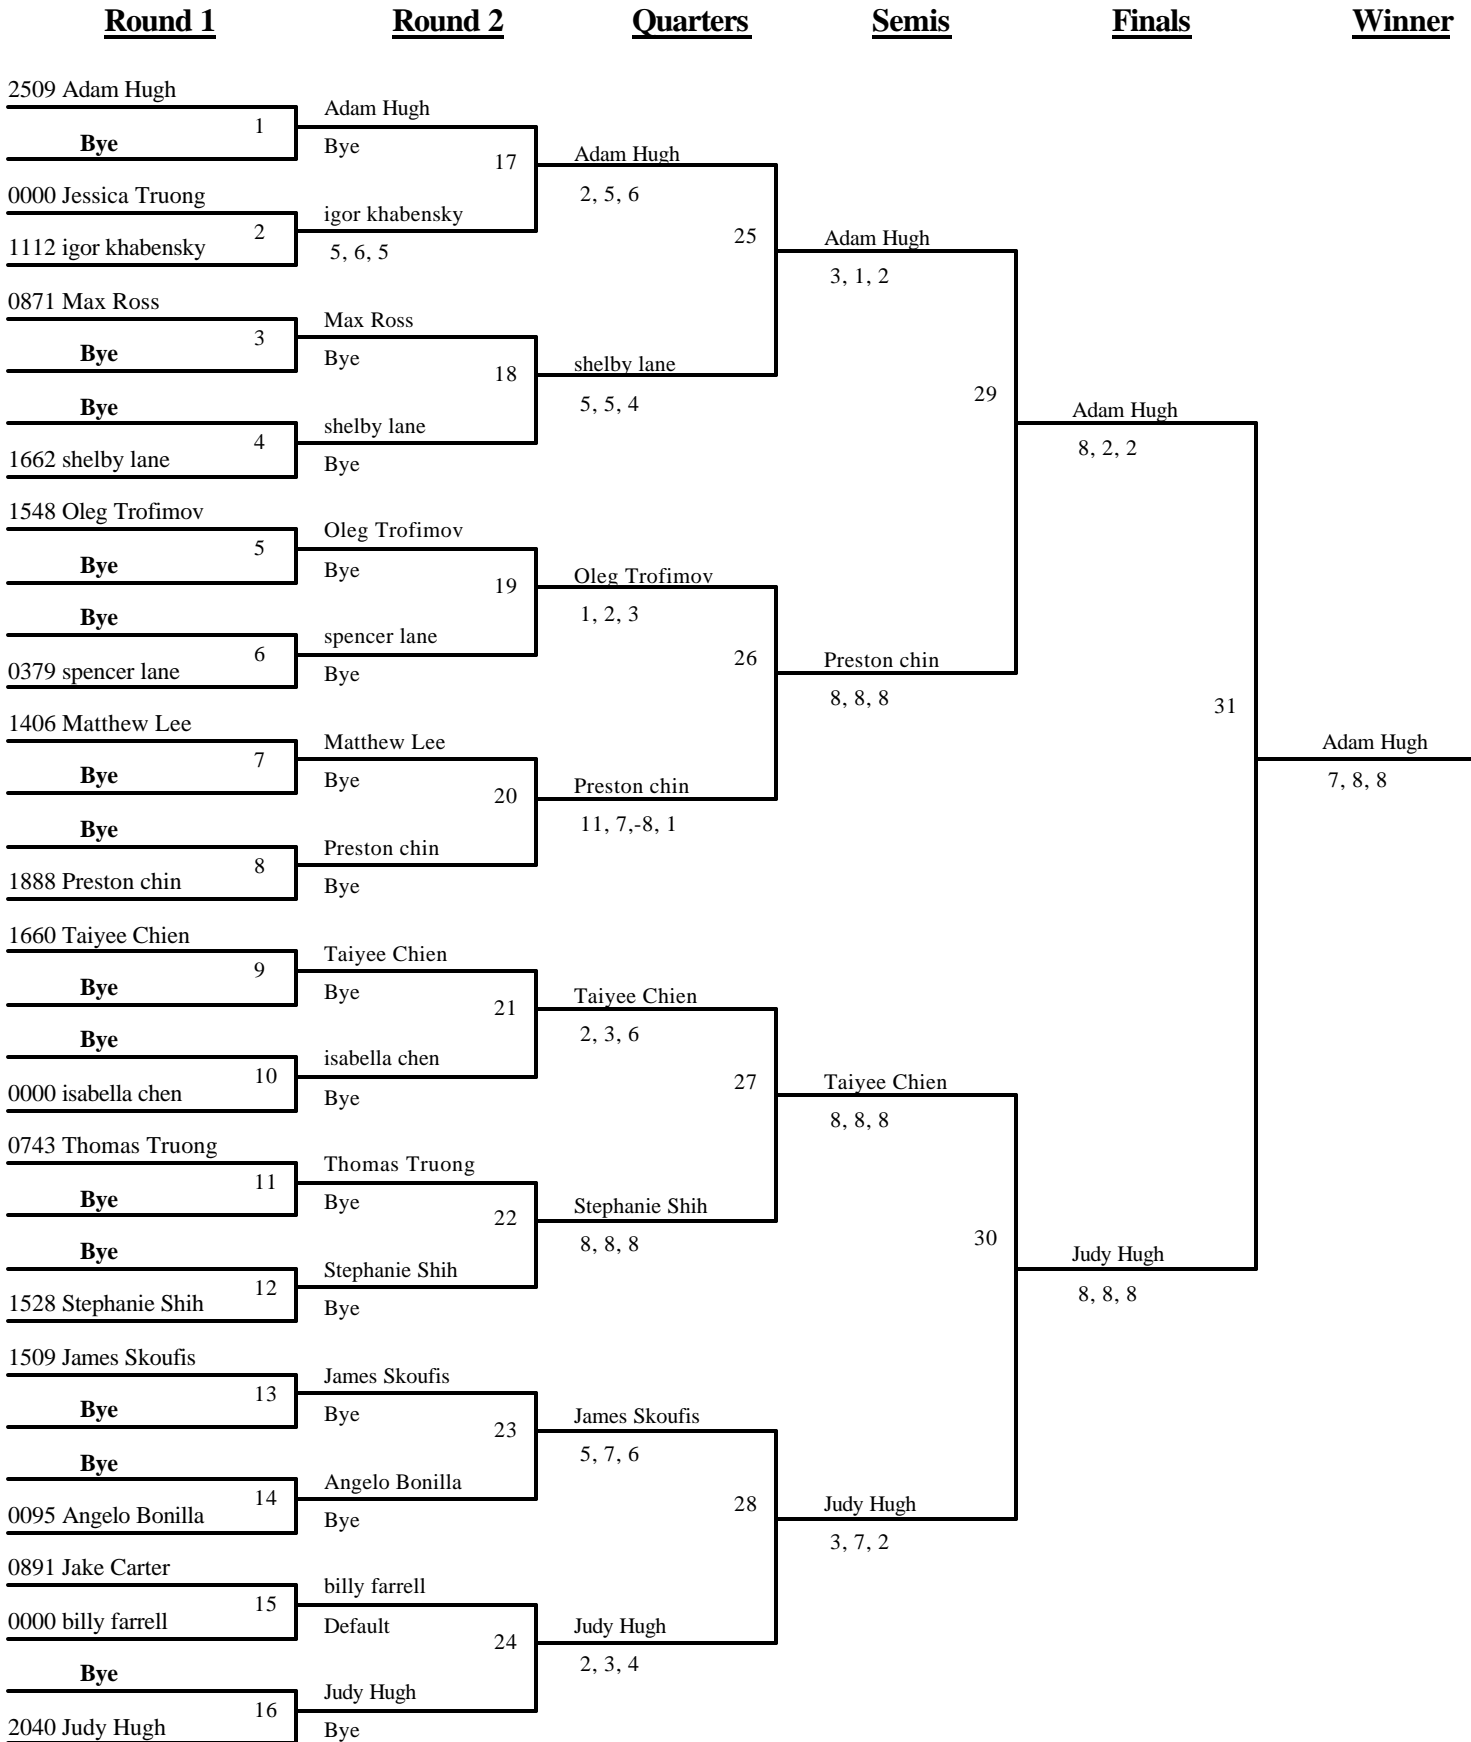 Round 1
Round 2
Quarters
Semis
Finals
Winner
2509 Adam Hugh
1
Bye
0000 Jessica Truong
2
1112 igor khabensky
0871 Max Ross
3
Bye
Bye
4
1662 shelby lane
1548 Oleg Trofimov
5
Bye
Bye
6
0379 spencer lane
1406 Matthew Lee
7
Bye
Bye
8
1888 Preston chin
1660 Taiyee Chien
9
Bye
Bye
10
0000 isabella chen
0743 Thomas Truong
11
Bye
Bye
12
1528 Stephanie Shih
1509 James Skoufis
13
Bye
Bye
14
0095 Angelo Bonilla
0891 Jake Carter
15
0000 billy farrell
Bye
16
2040 Judy Hugh
Adam Hugh
Bye
17
igor khabensky
5, 6, 5
Max Ross
Bye
18
shelby lane
Bye
Oleg Trofimov
Bye
19
spencer lane
Bye
Matthew Lee
Bye
20
Preston chin
Bye
Taiyee Chien
Bye
21
isabella chen
Bye
Thomas Truong
Bye
22
Stephanie Shih
Bye
James Skoufis
Bye
23
Angelo Bonilla
Bye
billy farrell
Default
24
Judy Hugh
Bye
Adam Hugh
2, 5, 6
25
shelby lane
5, 5, 4
Oleg Trofimov
1, 2, 3
26
Preston chin
11, 7,-8, 1
Taiyee Chien
2, 3, 6
27
Stephanie Shih
8, 8, 8
James Skoufis
5, 7, 6
28
Judy Hugh
2, 3, 4
Adam Hugh
3, 1, 2
29
Preston chin
8, 8, 8
Taiyee Chien
8, 8, 8
30
Judy Hugh
3, 7, 2
Adam Hugh
8, 2, 2
31
Judy Hugh
8, 8, 8
Adam Hugh
7, 8, 8